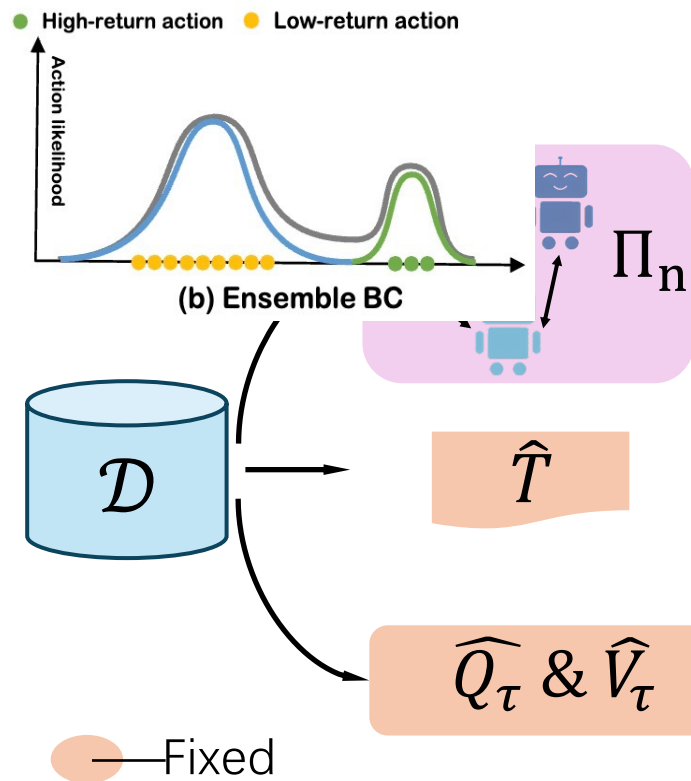 High-return action Low-return action
Action likelihood
(b) Ensemble BC
Πn
𝒟
T̂
Q̂τ & V̂τ
Fixed